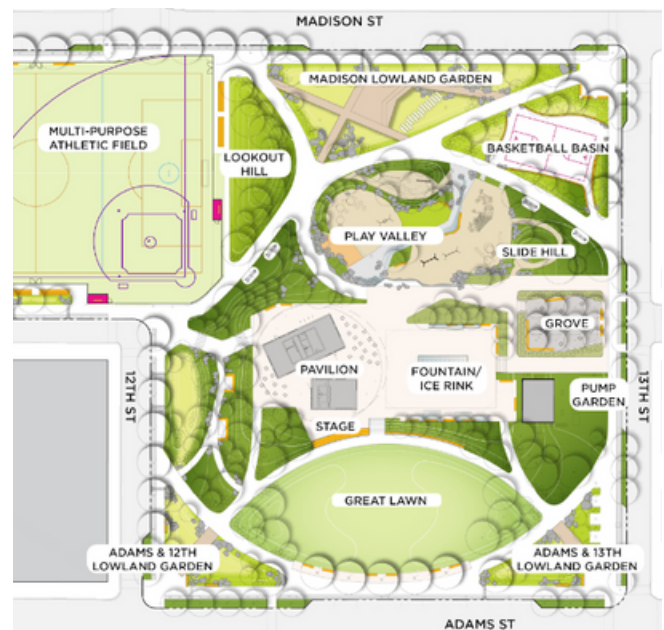 MADISON ST
MADISON LOWLAND GARDEN
MULTI-PURPOSE
ATHLETIC FIELD
LOOKOUT
HILL
BASKETBALL BASIN
PLAY VALLEY
SLIDE HILL
GROVE
PAVILION
FOUNTAIN/
ICE RINK
12TH ST
PUMP
GARDEN
13TH ST
STAGE
GREAT LAWN
ADAMS & 12TH
LOWLAND GARDEN
ADAMS & 13TH
LOWLAND GARDEN
ADAMS ST